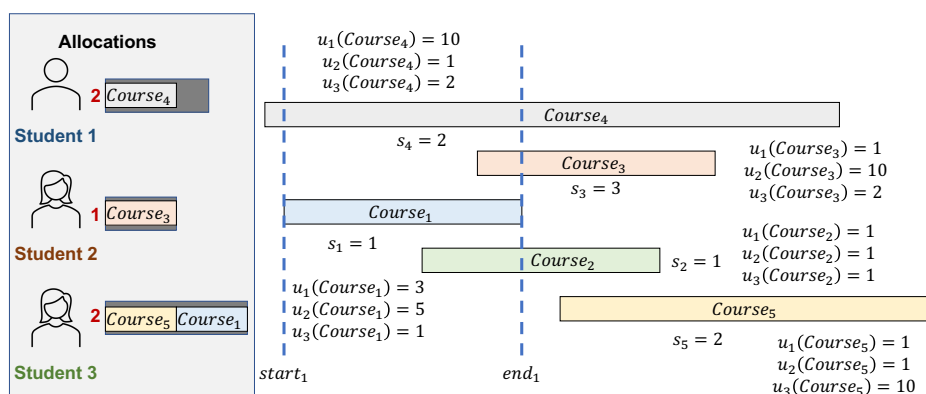 Allocations
2 Course₄
Student 1
1 Course₃
Student 2
2 Course₅ Course₁
Student 3
u₁(Course₄) = 10
u₂(Course₄) = 1
u₃(Course₄) = 2
Course₄
s₄ = 2
Course₃
s₃ = 3
u₁(Course₃) = 1
u₂(Course₃) = 10
u₃(Course₃) = 2
Course₁
s₁ = 1
Course₂
s₂ = 1
u₁(Course₂) = 1
u₂(Course₂) = 1
u₃(Course₂) = 1
u₁(Course₁) = 3
u₂(Course₁) = 5
u₃(Course₁) = 1
Course₅
s₅ = 2
u₁(Course₅) = 1
u₂(Course₅) = 1
u₃(Course₅) = 10
start₁
end₁